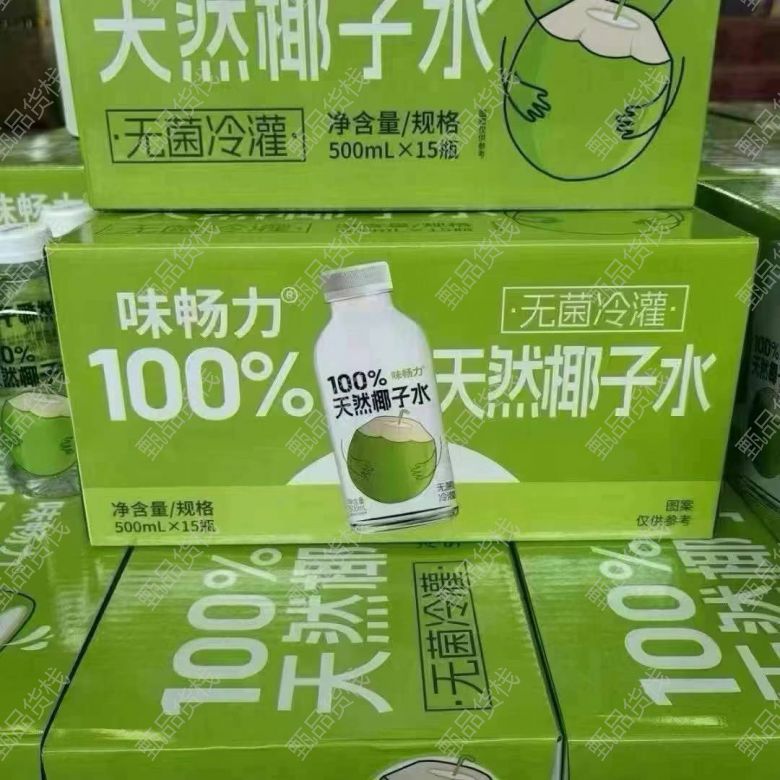 天然椰子水
·无菌冷灌·
净含量/规格
500mL×15瓶
味畅力
味畅力®
100%
天然椰子水
·无菌冷灌·
100%
味畅力
天然椰子水
无菌
冷灌
净含量/规格
500mL×15瓶
图案
仅供参考
100%
天然椰
·无菌冷灌·
100%
天然椰
甄品货栈